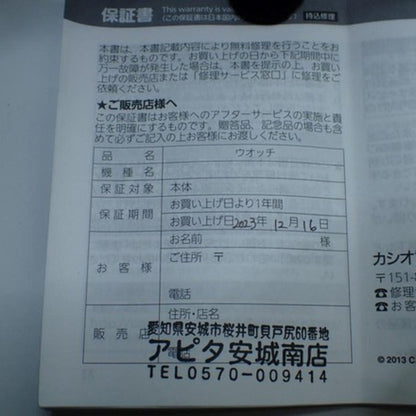 保証書
This warranty is va
(この保証書は日本国内
持込修理
本書は、本書記載内容により無料修理を行うことをお
約束するものです。お買い上げの日から下記期間中に
万一故障が発生した場合は、本書を提示の上、お買い
上げの販売店または「修理サービス窓口」に修理をご
依頼ください。
★ご販売店様へ
この保証書はお客様へのアフターサービスの実施と責
任を明確にするものです。贈答品、記念品の場合も含
めて必ずご記入の上お客様にお渡しください。
品名 ウオッチ
機種名
保証対象 本体
保証期間 お買い上げ日より1年間
お買い上げ日 2023年 12月 16日
お客様 お名前 様
ご住所 〒
電話
販売店 住所・店名
愛知県安城市桜井町貝戸尻60番地
アピタ安城南店
電話
TEL0570-009414
カシオ
〒151-8
☎修理
☎お客
© 2013 C